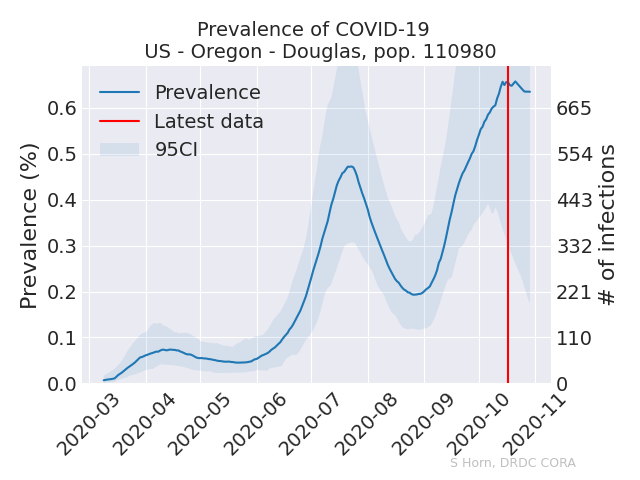 Prevalence of COVID-19
US - Oregon - Douglas, pop. 110980
Prevalence
Latest data
95CI
Prevalence (%)
0.6
0.5
0.4
0.3
0.2
0.1
0.0
665
554
443
332
221
110
0
# of infections
2020-03
2020-04
2020-05
2020-06
2020-07
2020-08
2020-09
2020-10
2020-11
S Horn, DRDC CORA